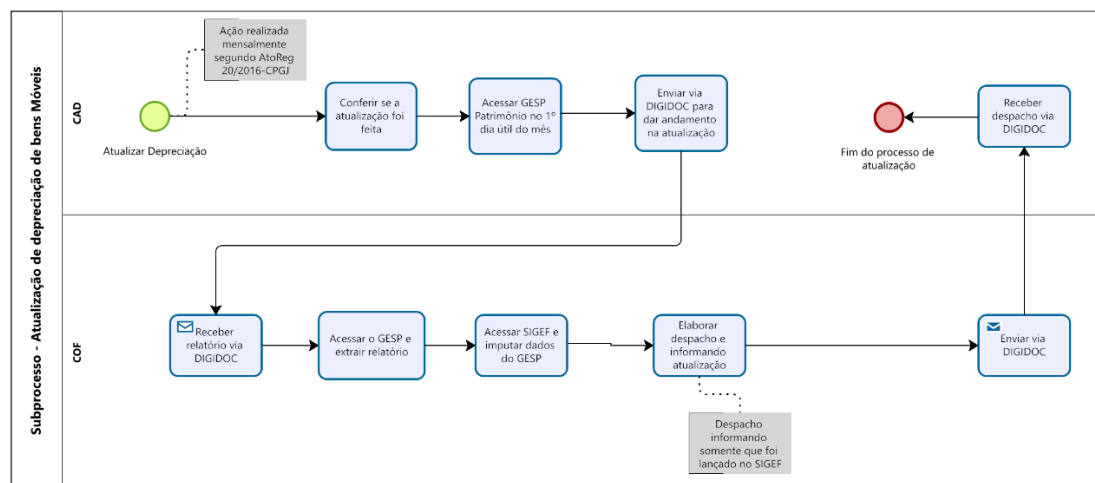 Subprocesso - Atualização de depreciação de bens Móveis
CAD
Ação realizada
mensalmente
segundo AtoReg
20/2016-CPGJ
Atualizar Depreciação
Conferir se a
atualização foi
feita
Acessar GESP
Patrimônio no 1º
dia útil do mês
Enviar via
DIGIDOC para
dar andamento
na atualização
Fim do processo de
atualização
Receber
despacho via
DIGIDOC
COF
Receber
relatório via
DIGIDOC
Acessar o GESP e
extrair relatório
Acessar SIGEF e
imputar dados
do GESP
Elaborar
despacho e
informando
atualização
Enviar via
DIGIDOC
Despacho
informando
somente que foi
lançado no SIGEF